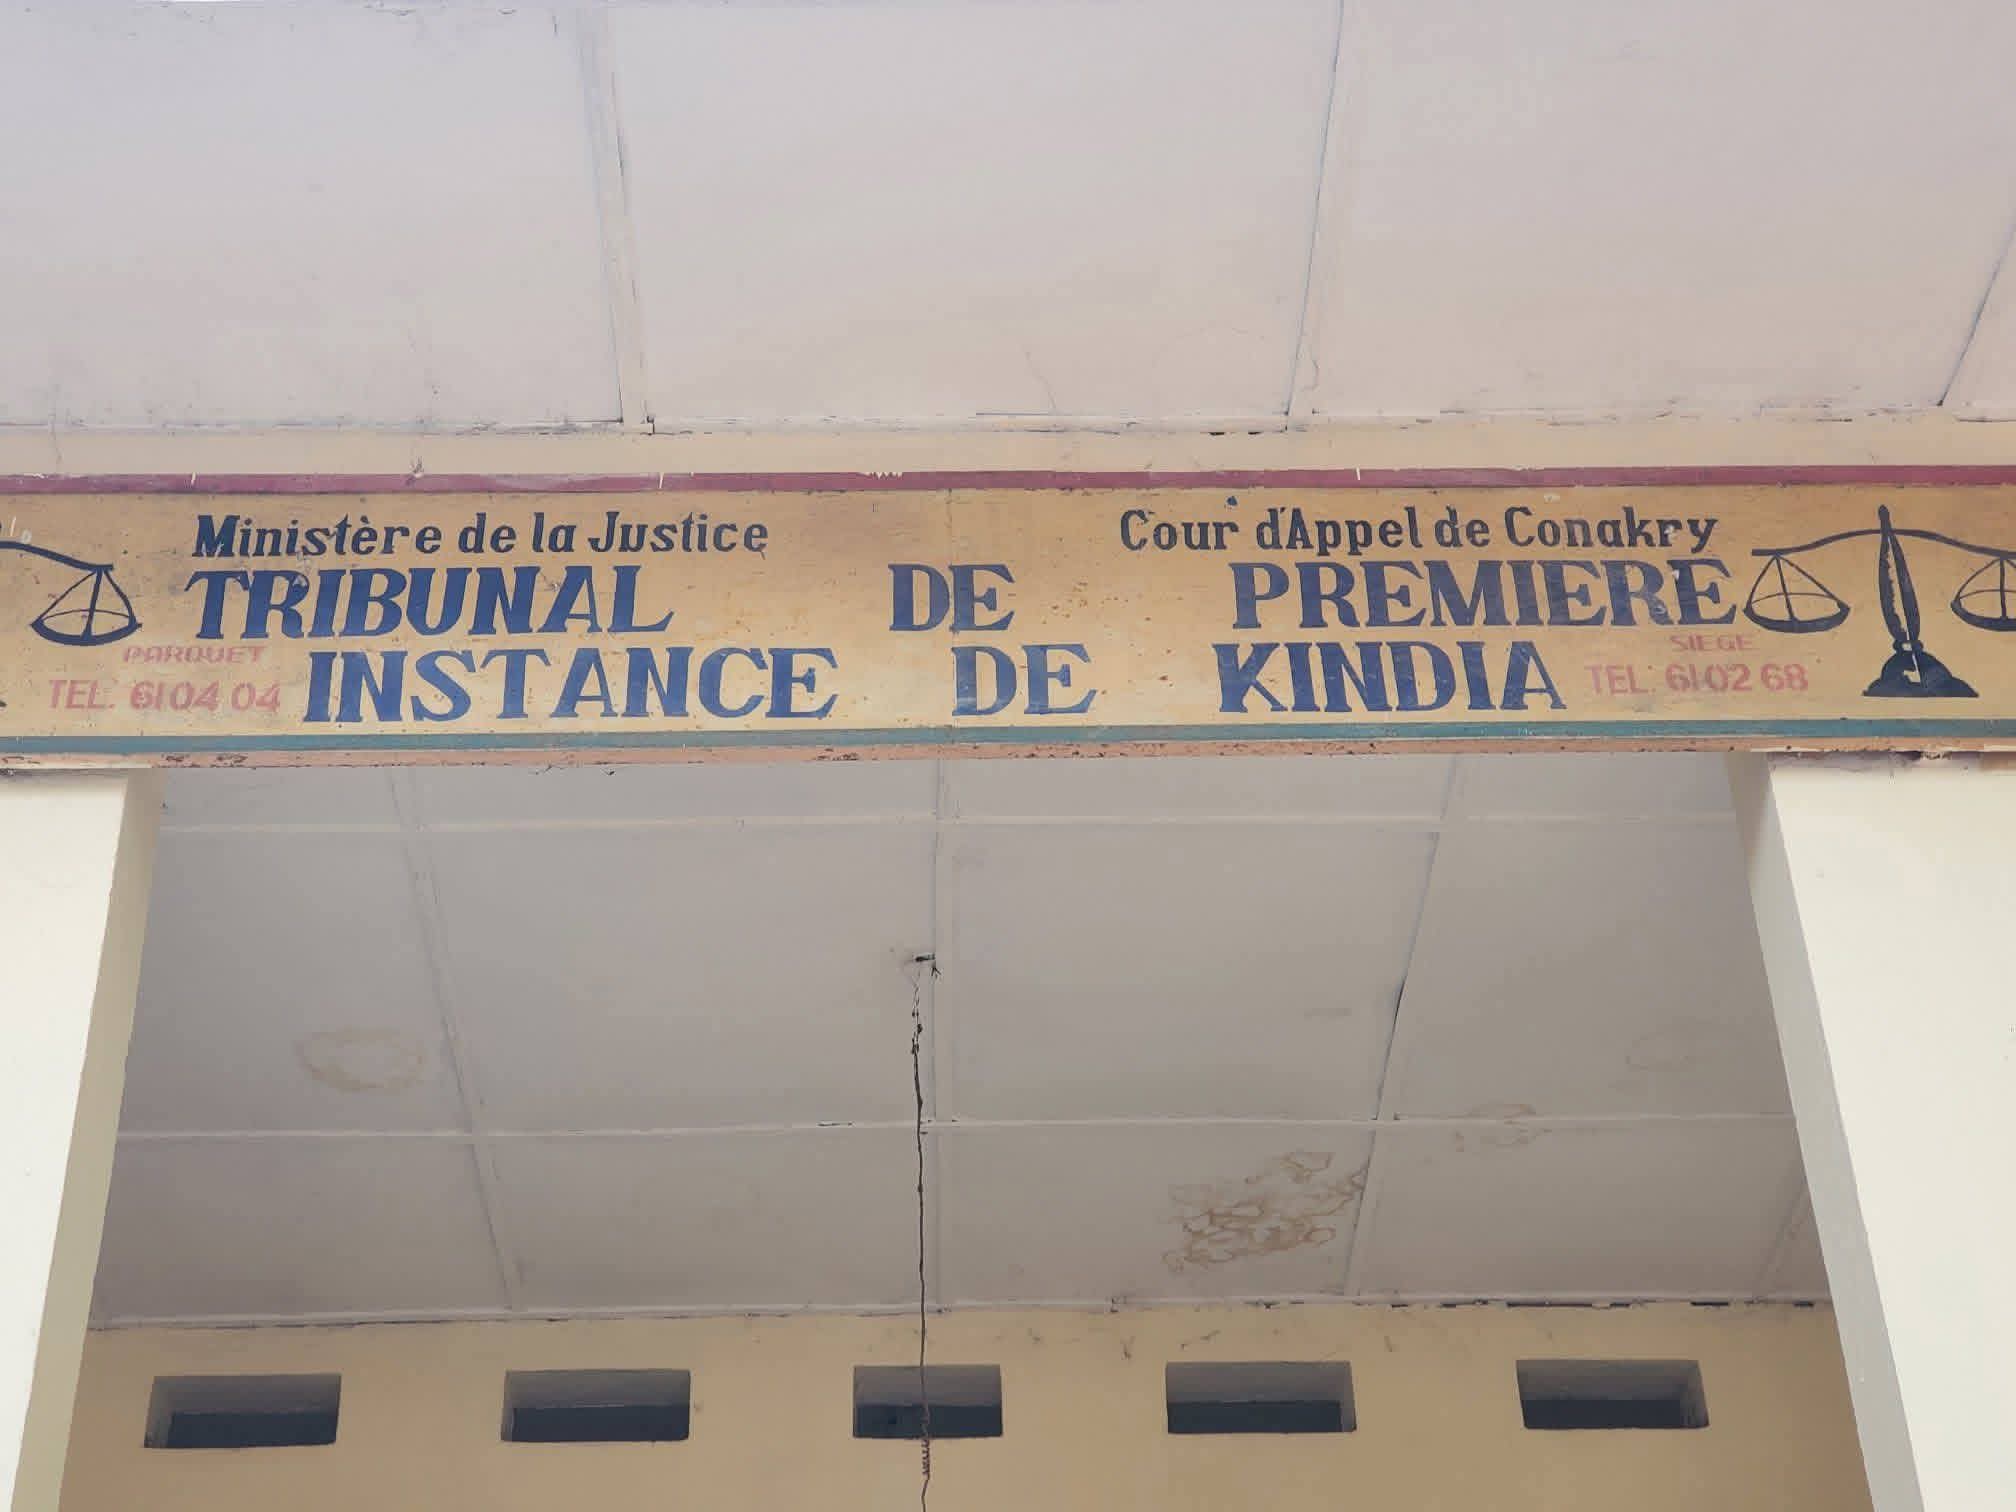 Ministère de la Justice Cour d'Appel de Conakry
TRIBUNAL DE PREMIERE
INSTANCE DE KINDIA
PARQUET
TEL: 61 04 04
SIEGE
TEL: 61 02 68